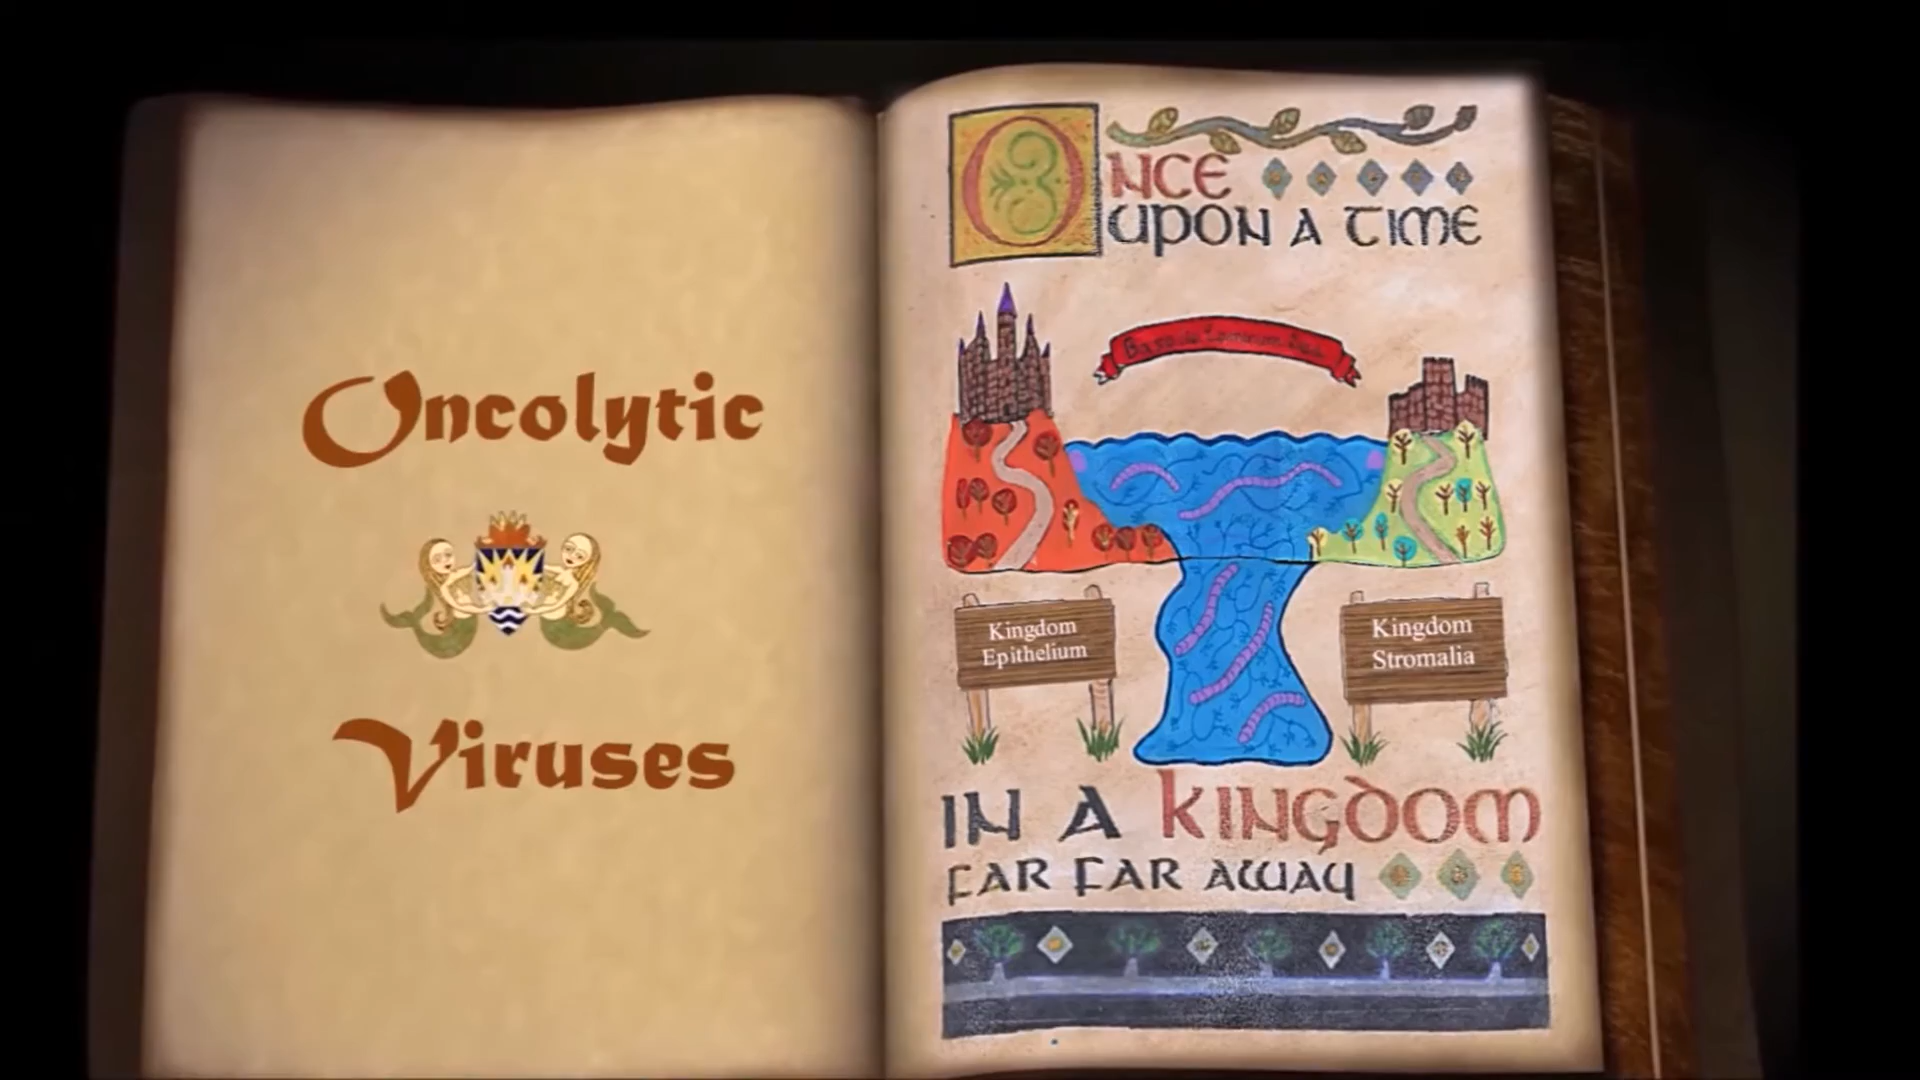 Oncolytic
Viruses
ONCE
UPON A TIME
Kingdom
Epithelium
Kingdom
Stromalia
IN A KINGDOM
FAR FAR AWAY